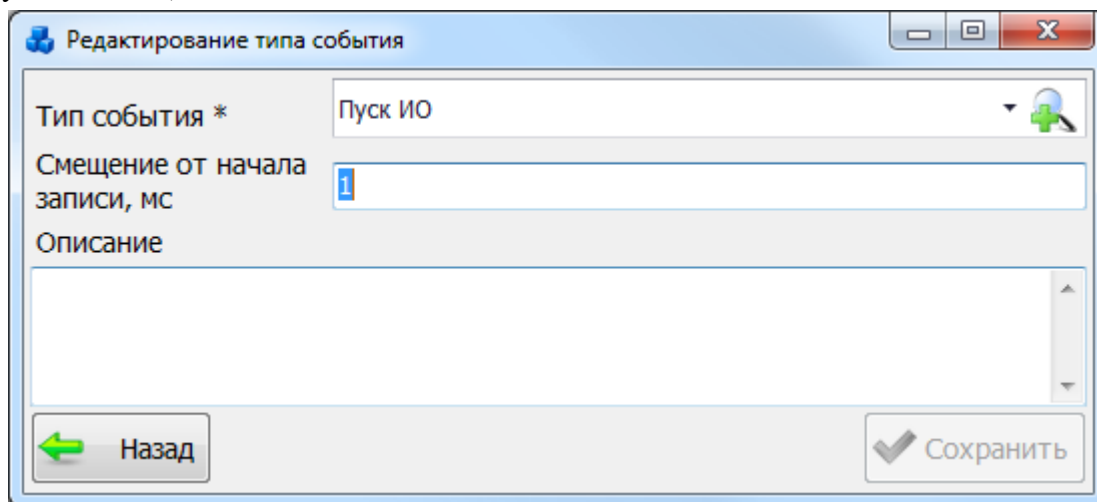 Редактирование типа события
Тип события *
Пуск ИО
Смещение от начала
записи, мс
1
Описание
Назад
Сохранить